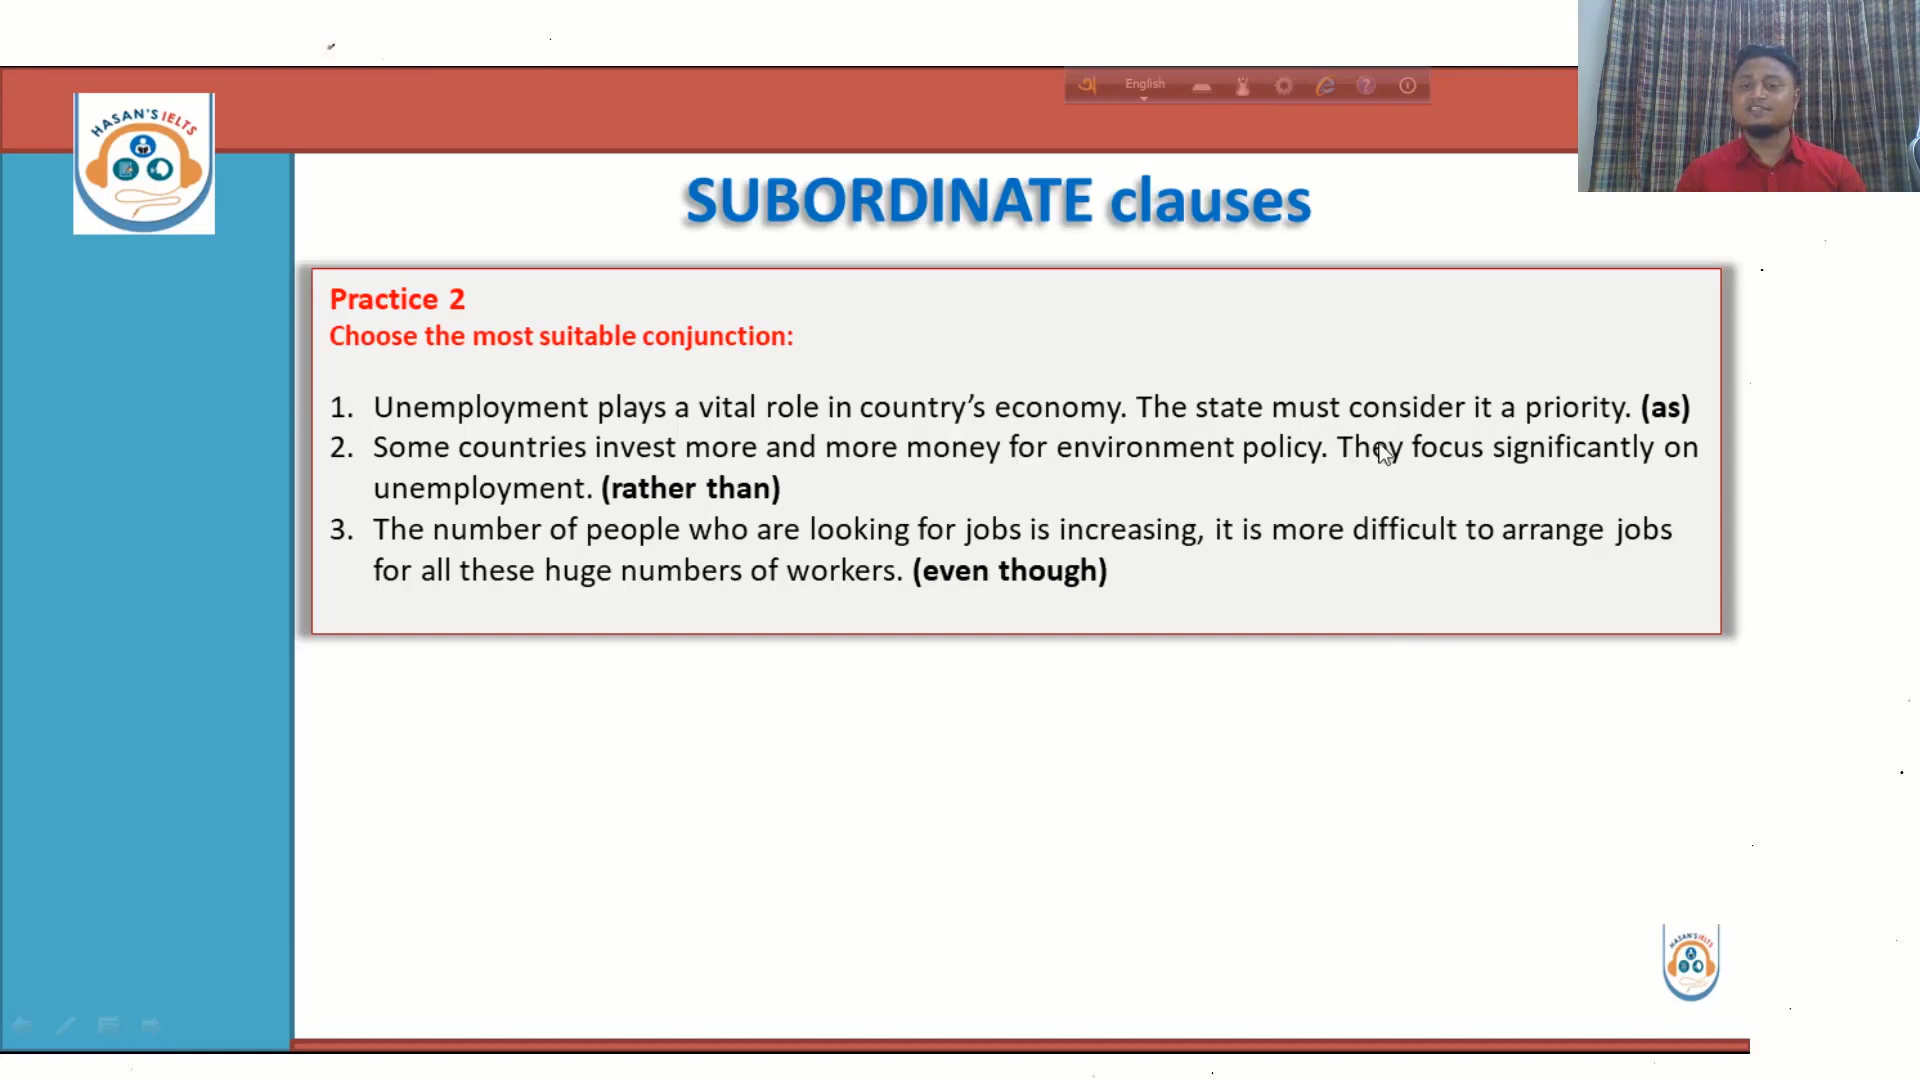 English
HASAN'S IELTS
SUBORDINATE clauses
Practice 2
Choose the most suitable conjunction:
1. Unemployment plays a vital role in country’s economy. The state must consider it a priority. (as)
2. Some countries invest more and more money for environment policy. They focus significantly on
unemployment. (rather than)
3. The number of people who are looking for jobs is increasing, it is more difficult to arrange jobs
for all these huge numbers of workers. (even though)
HASAN'S IELTS